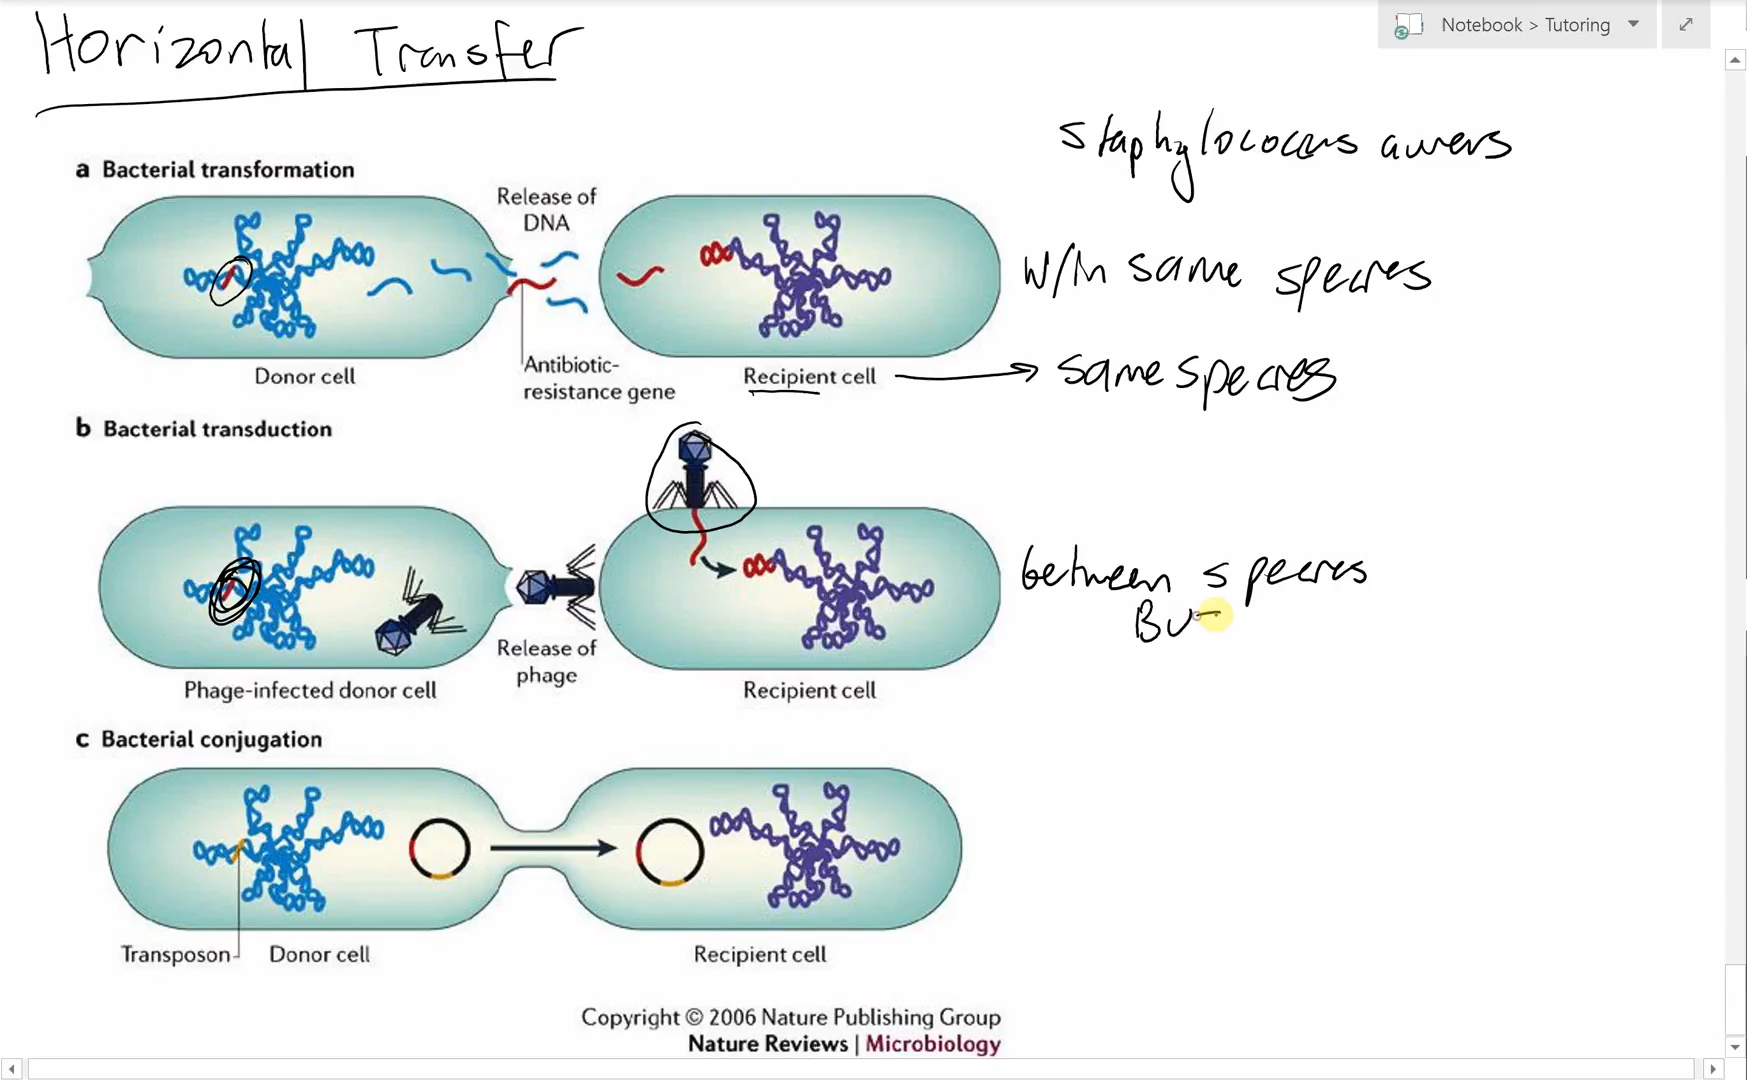 Horizontal Transfer
Notebook > Tutoring
Staphylococcus aureus
a Bacterial transformation
Release of
DNA
W/in same species
Antibiotic-
resistance gene
Donor cell
Recipient cell
same species
b Bacterial transduction
between species
Release of
phage
Phage-infected donor cell
Recipient cell
c Bacterial conjugation
Transposon
Donor cell
Recipient cell
Copyright © 2006 Nature Publishing Group
Nature Reviews | Microbiology